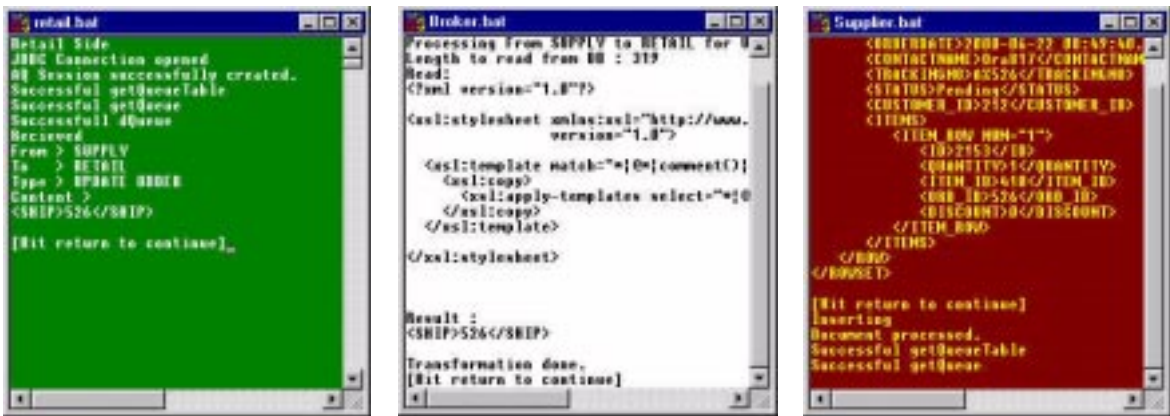 retail.bat
Retail Side
JDBC Connection opened
AQ Session successfully created.
Successful getQueueTable
Successful getQueue
Successfull dQueue
Recieved
From > SUPPLY
To > RETAIL
Type > UPDATE ORDER
Content >
<SHIP>526</SHIP>
[Hit return to continue]_
Broker.bat
Processing From SUPPLY to RETAIL for U
Length to read from DB : 319
Read:
<?xml version="1.0"?>
<xsl:stylesheet xmlns:xsl="http://www.
version="1.0">
<xsl:template match="*|@*|comment()|
<xsl:copy>
<xsl:apply-templates select="*|@
</xsl:copy>
</xsl:template>
</xsl:stylesheet>
Result :
<SHIP>526</SHIP>
Transformation done.
[Hit return to continue]
Supplier.bat
<ORDERDATE>2000-06-22 00:49:40.
<CONTACTNAME>Ora817</CONTACTNAM
<TRACKINGNO>AX526</TRACKINGNO>
<STATUS>Pending</STATUS>
<CUSTOMER_ID>212</CUSTOMER_ID>
<ITEMS>
<ITEM_ROW NUM="1">
<ID>2153</ID>
<QUANTITY>1</QUANTITY>
<ITEM_ID>410</ITEM_ID>
<ORD_ID>526</ORD_ID>
<DISCOUNT>0</DISCOUNT>
</ITEM_ROW>
</ITEMS>
</ROW>
</ROWSET>
[Hit return to continue]
Inserting
Document processed.
Successful getQueueTable
Successful getQueue